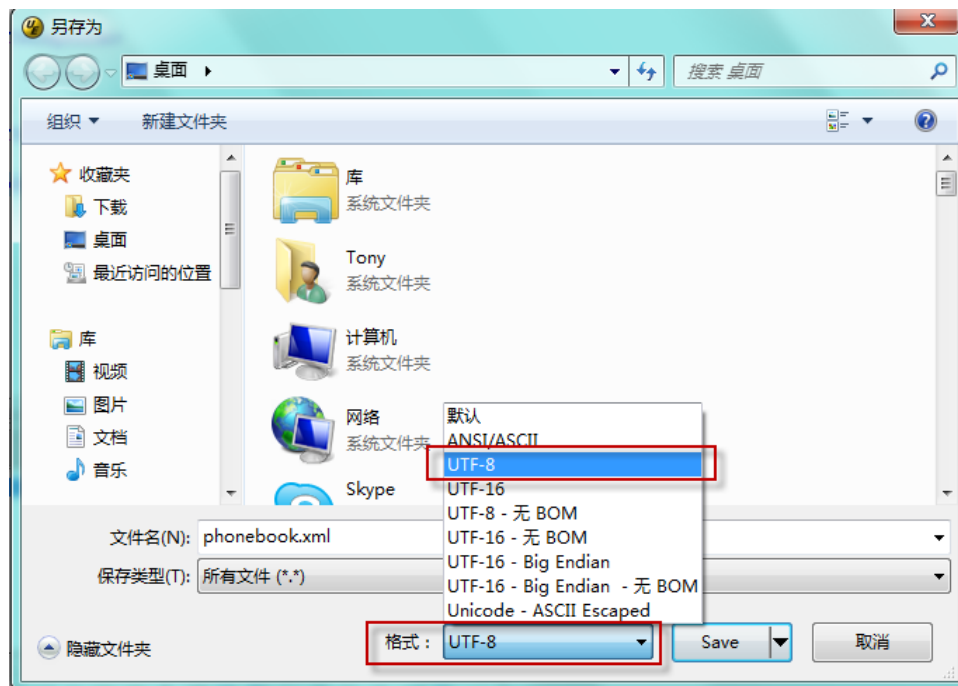 另存为
桌面
搜索 桌面
组织
新建文件夹
收藏夹
下载
桌面
最近访问的位置
库
视频
图片
文档
音乐
库
系统文件夹
Tony
系统文件夹
计算机
系统文件夹
网络
系统文件夹
Skype
默认
ANSI/ASCII
UTF-8
UTF-16
UTF-8 - 无 BOM
UTF-16 - 无 BOM
UTF-16 - Big Endian
UTF-16 - Big Endian - 无 BOM
Unicode - ASCII Escaped
文件名(N): phonebook.xml
保存类型(T): 所有文件 (*.*)
隐藏文件夹
格式： UTF-8
Save
取消